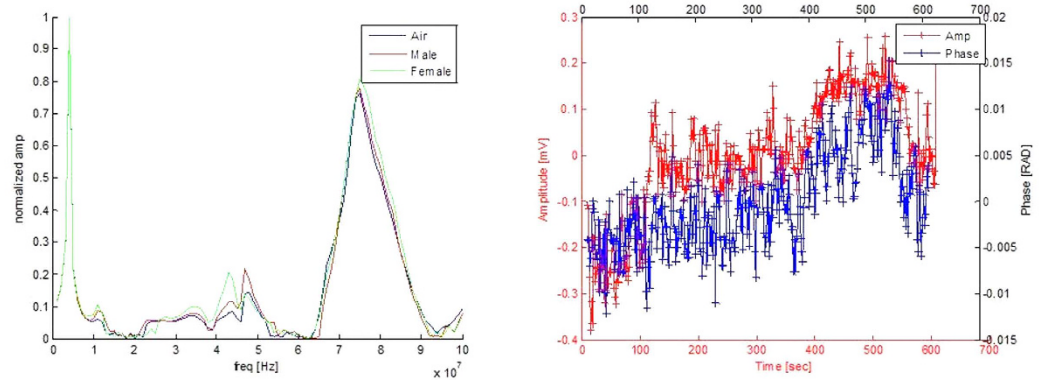 1
0.9
0.8
0.7
0.6
0.5
0.4
0.3
0.2
0.1
0
normalized amp
Air
Male
Female
0 1 2 3 4 5 6 7 8 9 10
freq [Hz]
x 10^7
0 100 200 300 400 500 600 700
0.3
0.2
0.1
0
-0.1
-0.2
-0.3
-0.4
Amplitude [mV]
Amp
Phase
0.02
0.015
0.010
0.005
0
-0.005
-0.01
-0.015
Phase [RAD]
0 100 200 300 400 500 600 700
Time [sec]